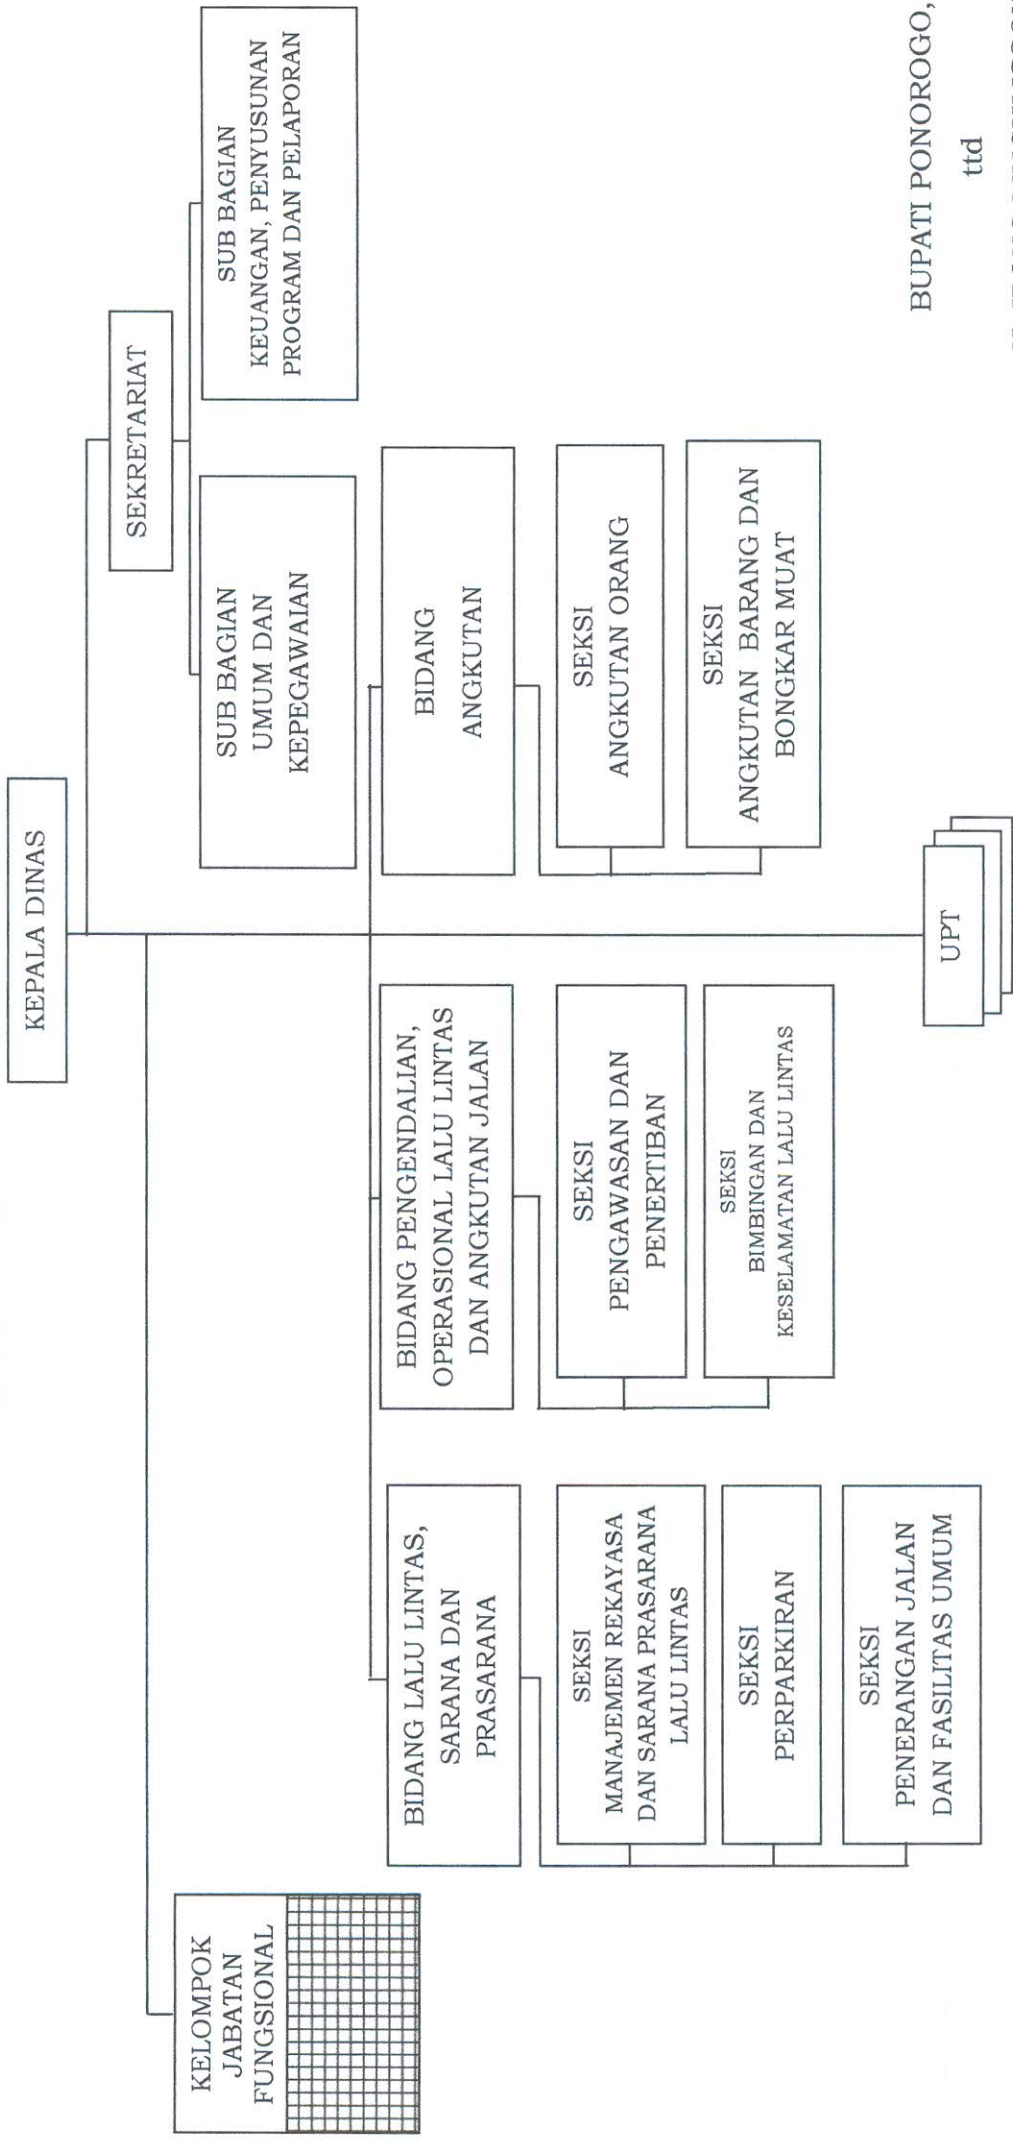 KEPALA DINAS
SEKRETARIAT
SUB BAGIAN
UMUM DAN
KEPEGAWAIAN
SUB BAGIAN
KEUANGAN, PENYUSUNAN
PROGRAM DAN PELAPORAN
KELOMPOK
JABATAN
FUNGSIONAL
BIDANG LALU LINTAS,
SARANA DAN
PRASARANA
SEKSI
MANAJEMEN REKAYASA
DAN SARANA PRASARANA
LALU LINTAS
SEKSI
PERPARKIRAN
SEKSI
PENERANGAN JALAN
DAN FASILITAS UMUM
BIDANG PENGENDALIAN,
OPERASIONAL LALU LINTAS
DAN ANGKUTAN JALAN
SEKSI
PENGAWASAN DAN
PENERTIBAN
SEKSI
BIMBINGAN DAN
KESELAMATAN LALU LINTAS
BIDANG
ANGKUTAN
SEKSI
ANGKUTAN ORANG
SEKSI
ANGKUTAN BARANG DAN
BONGKAR MUAT
UPT
BUPATI PONOROGO,
ttd